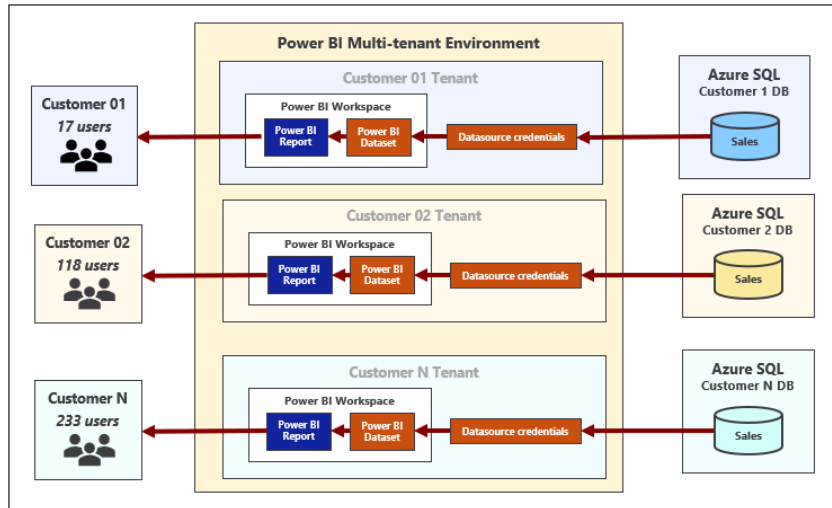 Power BI Multi-tenant Environment
Customer 01
17 users
Customer 01 Tenant
Power BI Workspace
Power BI
Report
Power BI
Dataset
Datasource credentials
Azure SQL
Customer 1 DB
Sales
Customer 02
118 users
Customer 02 Tenant
Power BI Workspace
Power BI
Report
Power BI
Dataset
Datasource credentials
Azure SQL
Customer 2 DB
Sales
Customer N
233 users
Customer N Tenant
Power BI Workspace
Power BI
Report
Power BI
Dataset
Datasource credentials
Azure SQL
Customer N DB
Sales